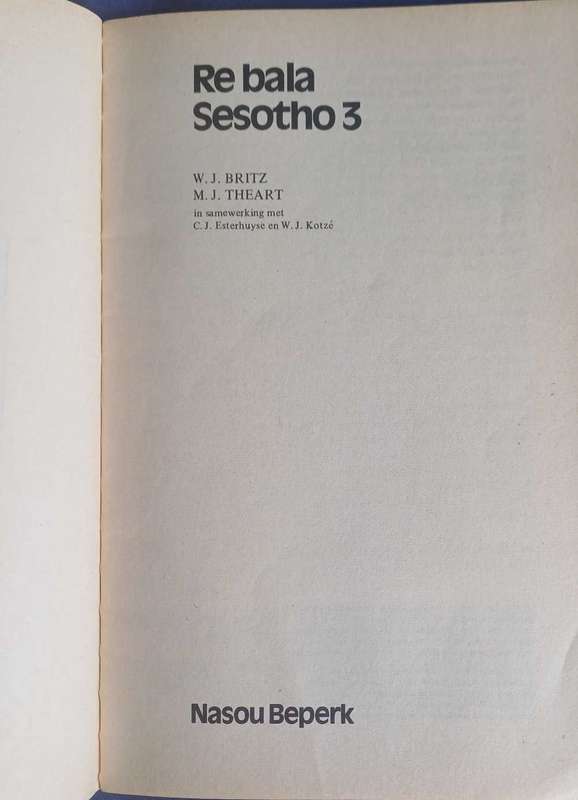 Re bala
Sesotho 3
W. J. BRITZ
M. J. THEART
in samewerking met
C. J. Esterhuyse en W. J. Kotzé
Nasou Beperk